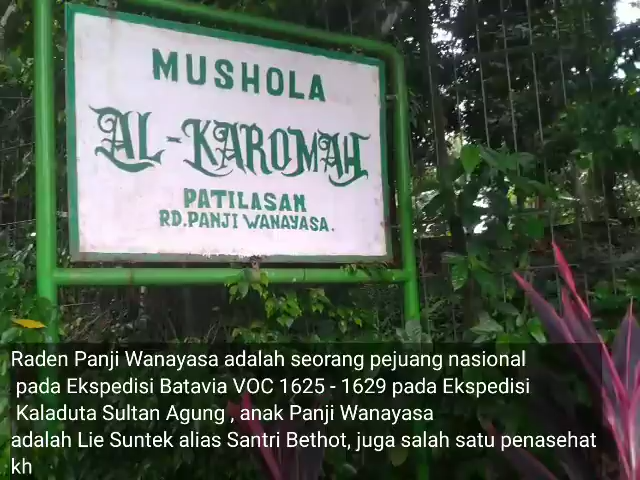 MUSHOLA
AL-KAROMAH
PATILASAN
RD.PANJI WANAYASA.
Raden Panji Wanayasa adalah seorang pejuang nasional
pada Ekspedisi Batavia VOC 1625 - 1629 pada Ekspedisi
Kaladuta Sultan Agung , anak Panji Wanayasa
adalah Lie Suntek alias Santri Bethot, juga salah satu penasehat
kh